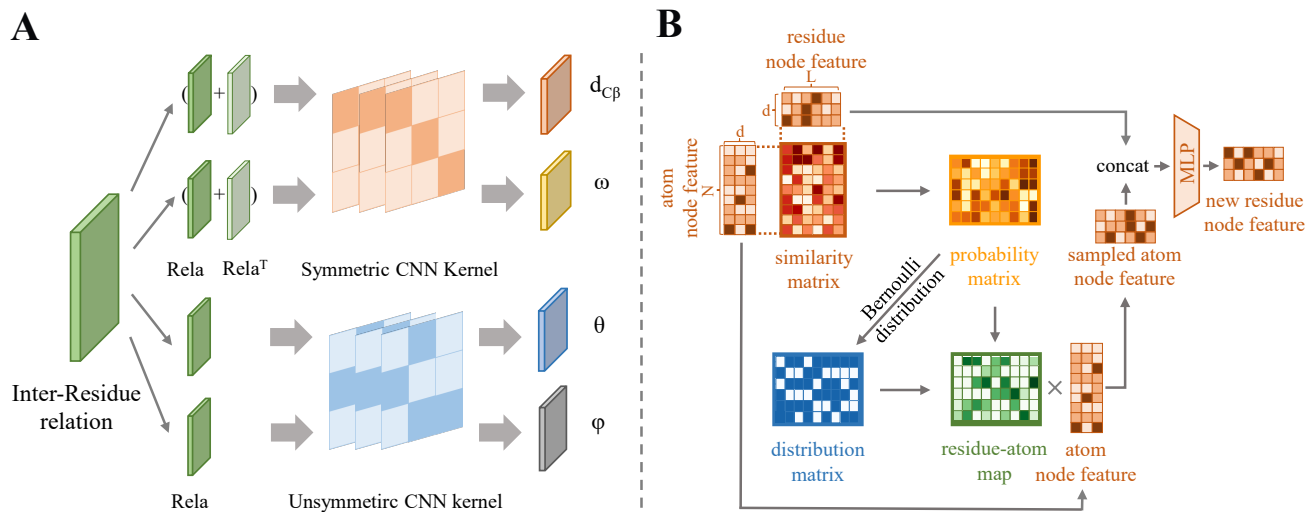 A
( + )
d_Cβ
( + )
ω
Rela
Rela^T
Symmetric CNN Kernel
θ
Inter-Residue
relation
φ
Rela
Unsymmetirc CNN kernel
B
residue
node feature
L
d
d
atom
node feature
N
similarity
matrix
probability
matrix
concat
MLP
new residue
node feature
sampled atom
node feature
Bernoulli
distribution
distribution
matrix
residue-atom
map
×
atom
node feature